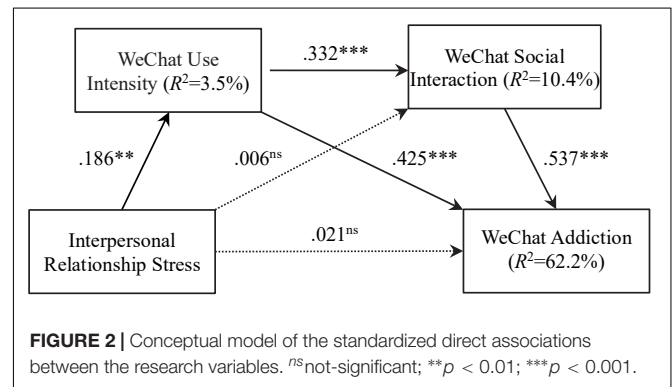 WeChat Use
Intensity (R²=3.5%)
.332***
WeChat Social
Interaction (R²=10.4%)
.186**
.006ns
.425***
.537***
Interpersonal
Relationship Stress
.021ns
WeChat Addiction
(R²=62.2%)
FIGURE 2 | Conceptual model of the standardized direct associations
between the research variables. ns not-significant; **p < 0.01; ***p < 0.001.